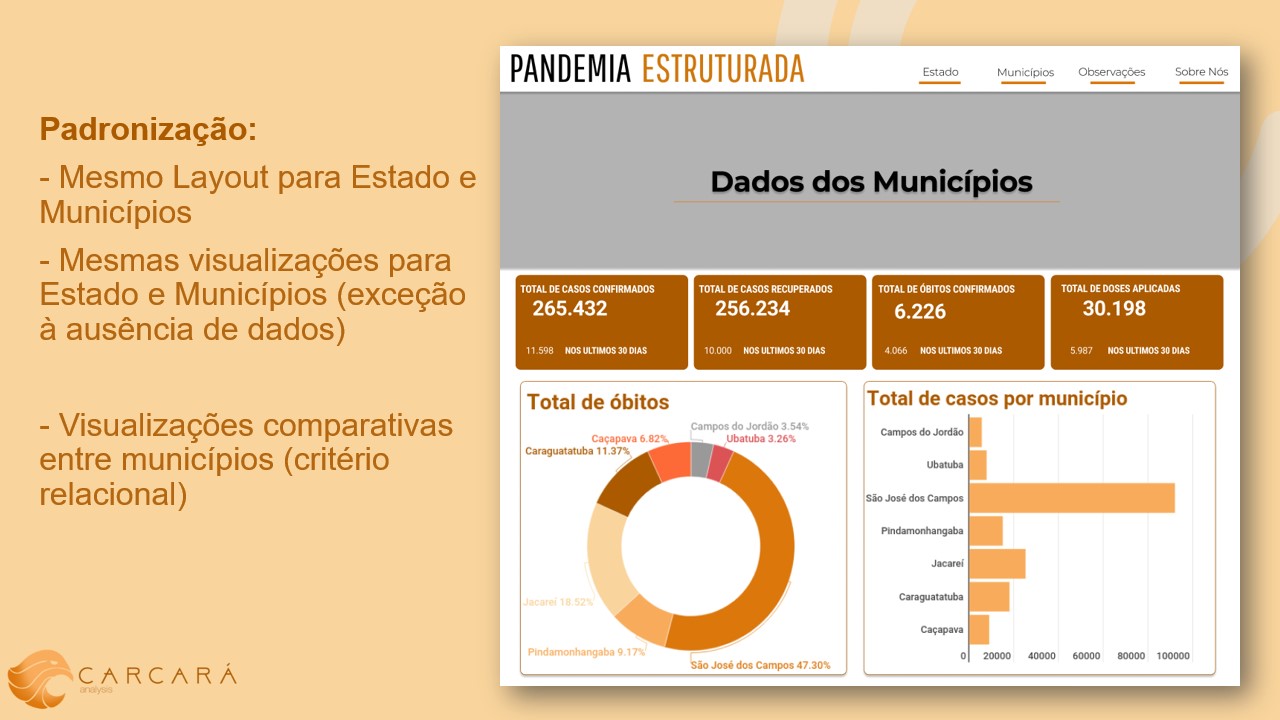 Padronização:
- Mesmo Layout para Estado e
Municípios
- Mesmas visualizações para
Estado e Municípios (exceção
à ausência de dados)
- Visualizações comparativas
entre municípios (critério
relacional)
CARCARÁ
analysis
PANDEMIA ESTRUTURADA
Estado Municípios Observações Sobre Nós
Dados dos Municípios
TOTAL DE CASOS CONFIRMADOS
265.432
11.598 NOS ULTIMOS 30 DIAS
TOTAL DE CASOS RECUPERADOS
256.234
10.000 NOS ULTIMOS 30 DIAS
TOTAL DE ÓBITOS CONFIRMADOS
6.226
4.066 NOS ULTIMOS 30 DIAS
TOTAL DE DOSES APLICADAS
30.198
5.987 NOS ULTIMOS 30 DIAS
Total de óbitos
Campos do Jordão 3.54%
Caçapava 6.82%
Ubatuba 3.26%
Caraguatatuba 11.37%
Jacareí 18.52%
Pindamonhangaba 9.17%
São José dos Campos 47.30%
Total de casos por município
Campos do Jordão
Ubatuba
São José dos Campos
Pindamonhangaba
Jacareí
Caraguatatuba
Caçapava
0 20000 40000 60000 80000 100000